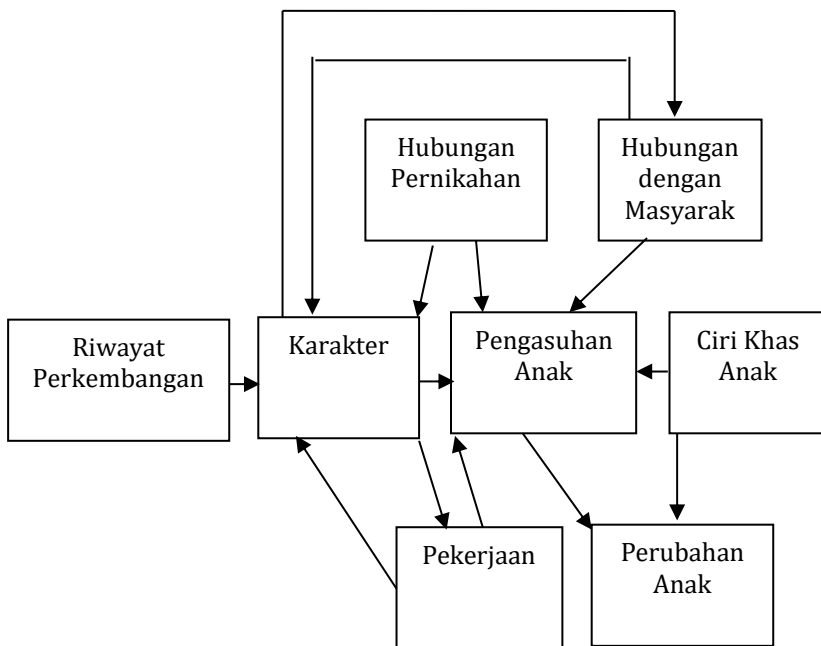 Hubungan
Pernikahan
Hubungan
dengan
Masyarak
Riwayat
Perkembangan
Karakter
Pengasuhan
Anak
Ciri Khas
Anak
Pekerjaan
Perubahan
Anak